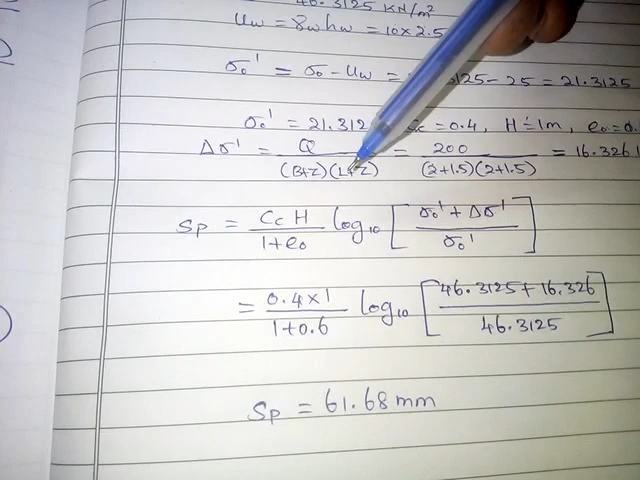 46.3125 KN/m²
Uw = γw hw = 10×2.5
σ₀' = σ₀ - Uw = 3125 - 25 = 21.3125
σ₀' = 21.312 Cc = 0.4, H = 1m, e₀ = 0.
Δσ' = Q / (B+Z)(L+Z) = 200 / (2+1.5)(2+1.5) = 16.326
Sp = Cc H / 1+e₀ log₁₀ [ σ₀' + Δσ' / σ₀' ]
= 0.4×1 / 1+0.6 log₁₀ [ 46.3125+16.326 / 46.3125 ]
Sp = 61.68 mm